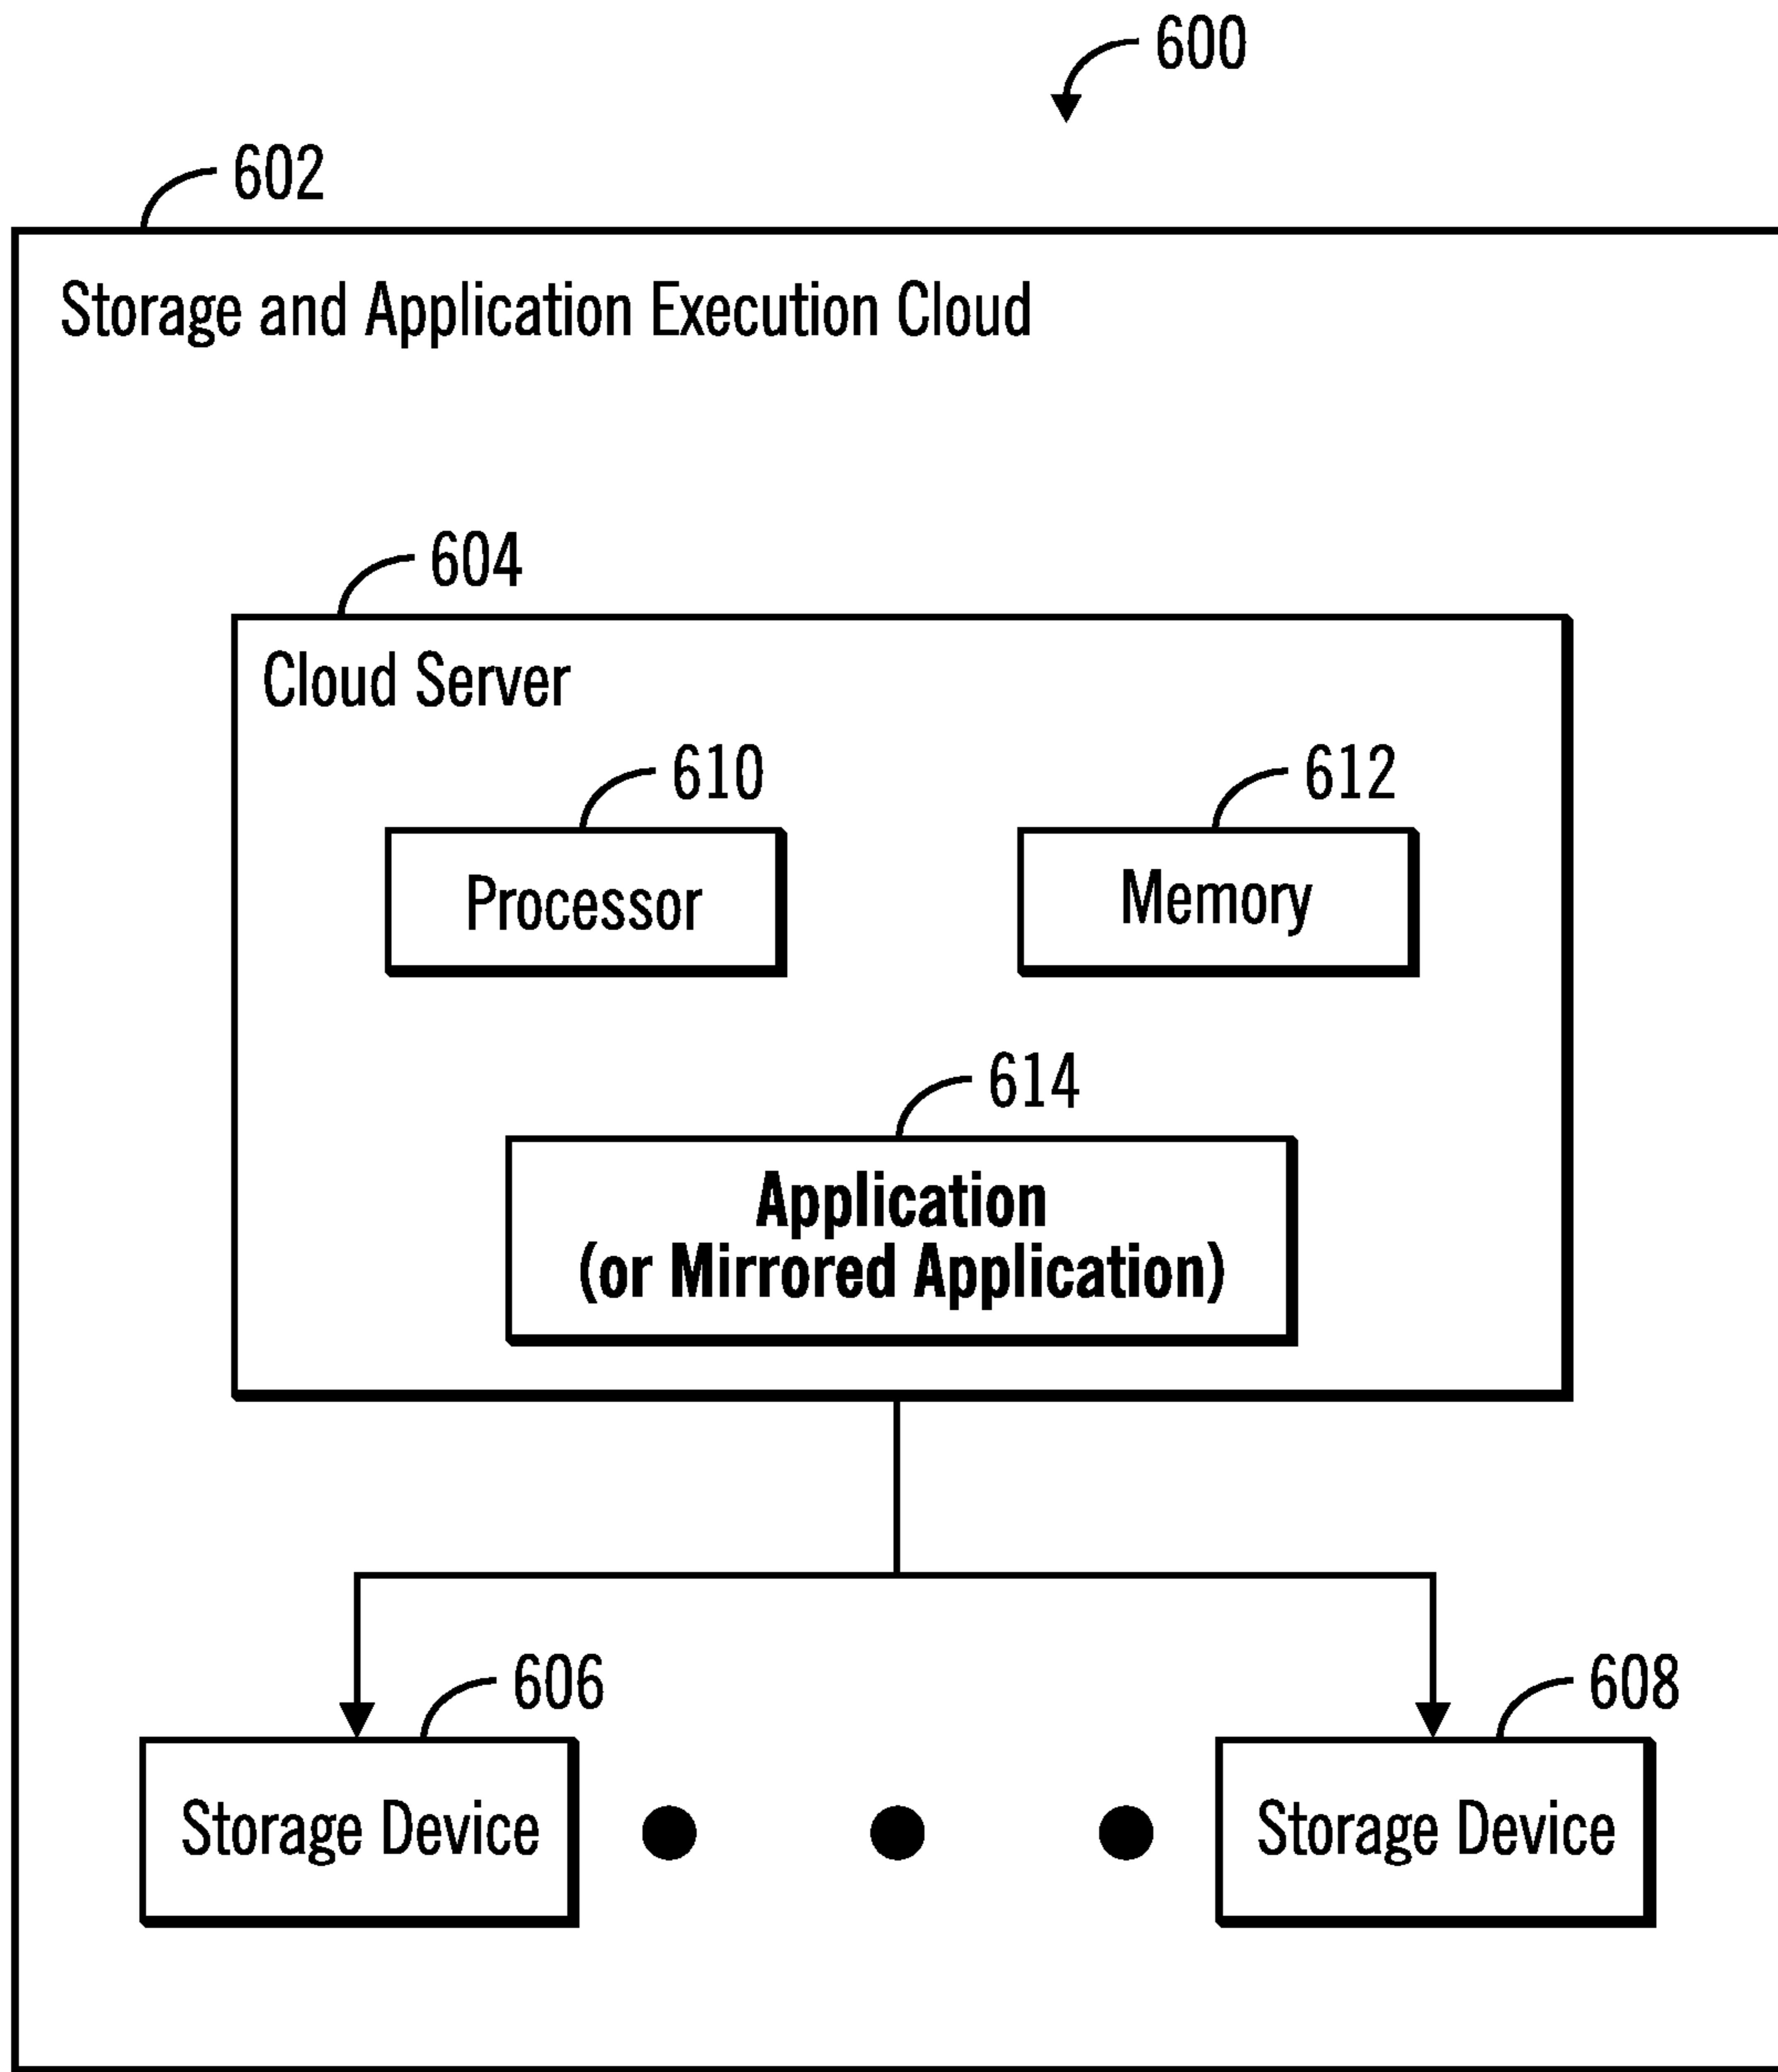 600
602
Storage and Application Execution Cloud
604
Cloud Server
610
612
Processor
Memory
614
Application
(or Mirrored Application)
606
608
Storage Device
Storage Device